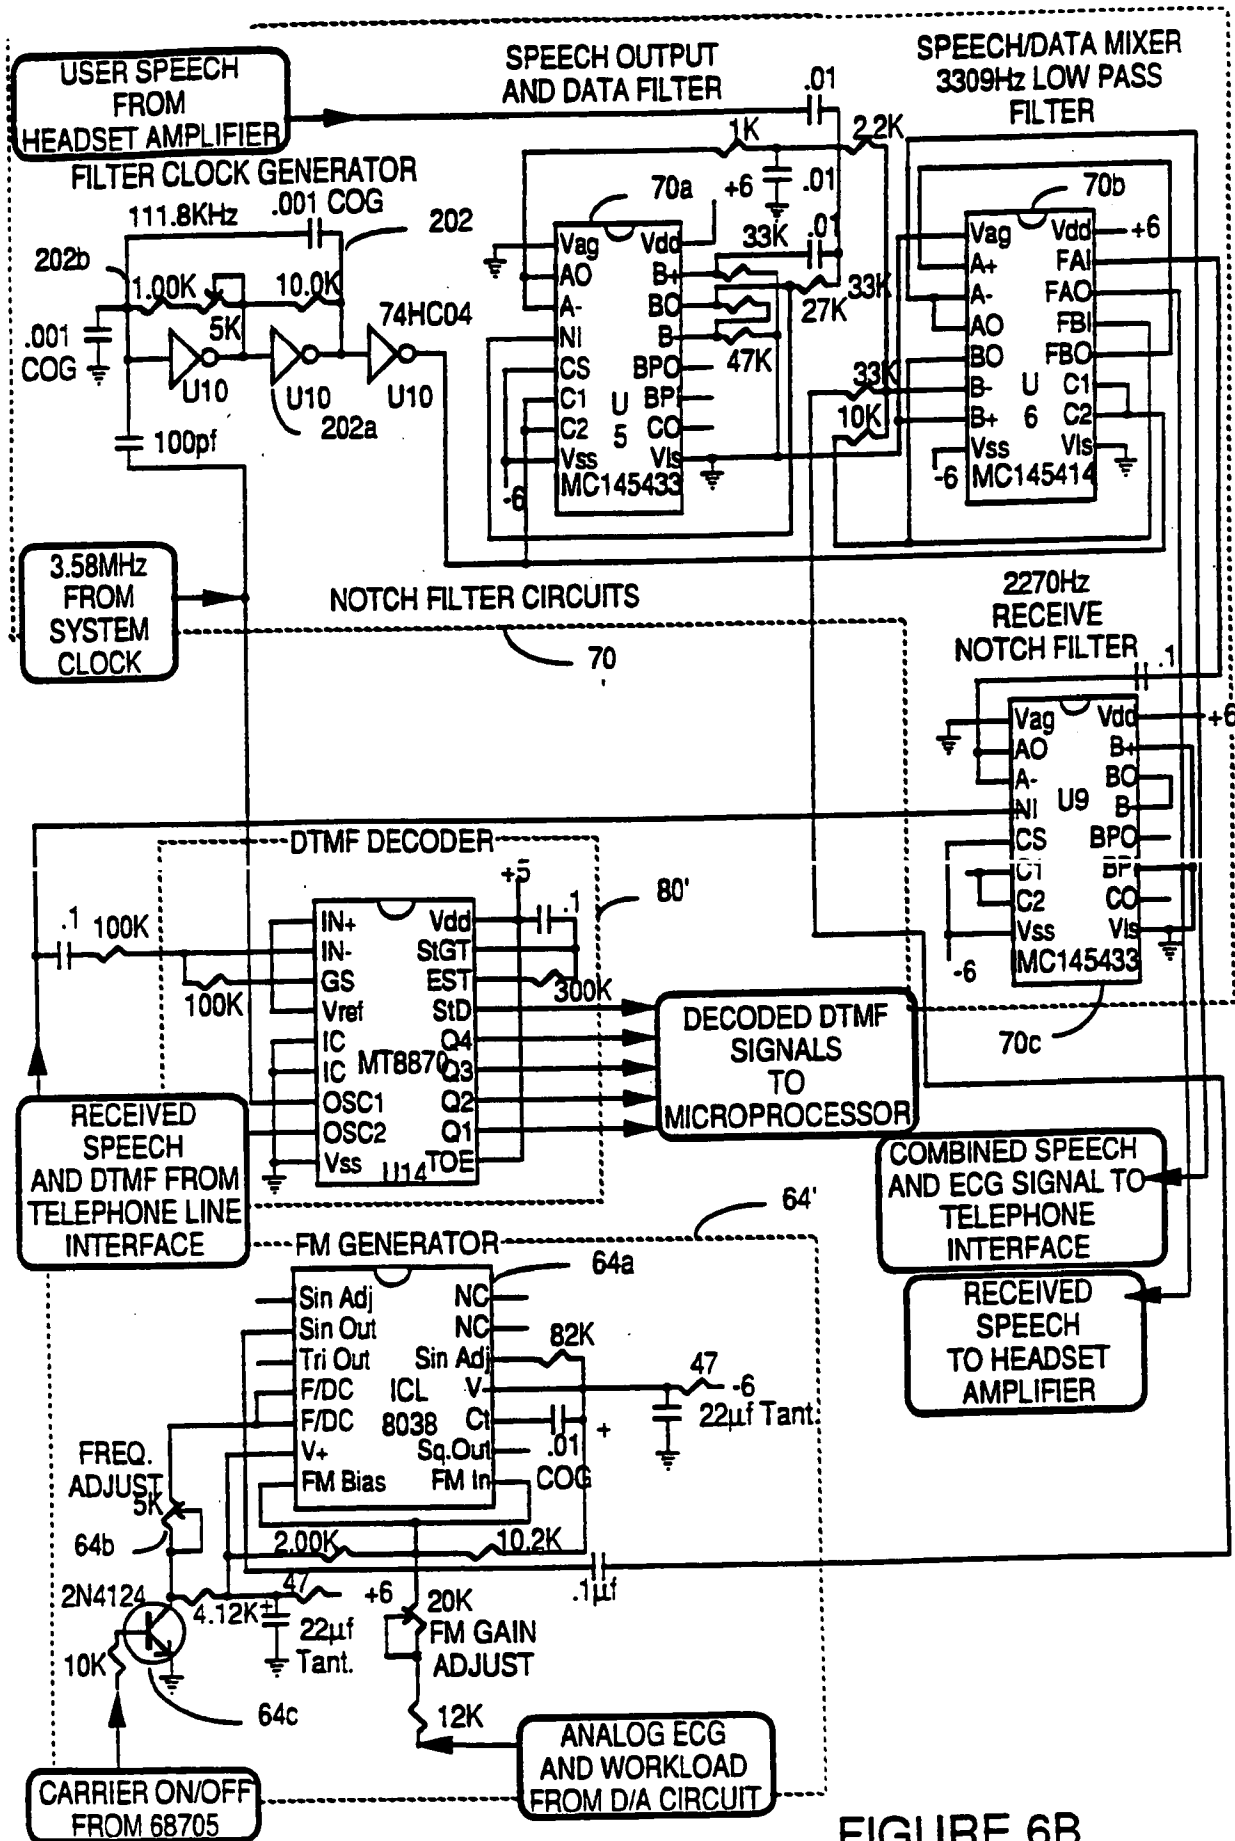 USER SPEECH
FROM
HEADSET AMPLIFIER
SPEECH OUTPUT
AND DATA FILTER
SPEECH/DATA MIXER
3309Hz LOW PASS
FILTER
.01
1K
2.2K
FILTER CLOCK GENERATOR
111.8KHz
.001 COG
202
202b
1.00K
5K
10.0K
74HC04
.001
COG
U10
U10
U10
202a
100pf
70a
+6
.01
.01
33K
33K
27K
47K
33K
10K
Vag
AO
A-
NI
CS
C1
C2
Vss
Vdd
B+
BO
B
BPO
BPI
CO
Vls
U
5
MC145433
-6
70b
+6
Vag
A+
A-
AO
BO
B-
B+
Vss
Vdd
FAI
FAO
FBI
FBO
C1
C2
Vls
U
6
MC145414
-6
3.58MHz
FROM
SYSTEM
CLOCK
NOTCH FILTER CIRCUITS
70
2270Hz
RECEIVE
NOTCH FILTER
.1
+6
Vag
AO
A-
NI
CS
C1
C2
Vss
Vdd
B+
BO
B-
BPO
BPI
CO
Vls
U9
MC145433
-6
70c
DTMF DECODER
+5
.1
80'
.1
100K
100K
300K
IN+
IN-
GS
Vref
IC
IC
OSC1
OSC2
Vss
Vdd
StGT
EST
StD
Q4
Q3
Q2
Q1
TOE
MT8870
U14
DECODED DTMF
SIGNALS
TO
MICROPROCESSOR
RECEIVED
SPEECH
AND DTMF FROM
TELEPHONE LINE
INTERFACE
COMBINED SPEECH
AND ECG SIGNAL TO
TELEPHONE
INTERFACE
RECEIVED
SPEECH
TO HEADSET
AMPLIFIER
64'
FM GENERATOR
64a
Sin Adj
Sin Out
Tri Out
F/DC
F/DC
V+
FM Bias
NC
NC
Sin Adj
V-
Ct
Sq.Out
FM In
ICL
8038
82K
47
-6
22µf Tant.
+
.01
COG
FREQ.
ADJUST
5K
64b
2.00K
10.2K
.1µf
2N4124
4.12K
+
47
+6
22µf
Tant.
10K
64c
20K
FM GAIN
ADJUST
12K
ANALOG ECG
AND WORKLOAD
FROM D/A CIRCUIT
CARRIER ON/OFF
FROM 68705
FIGURE 6B